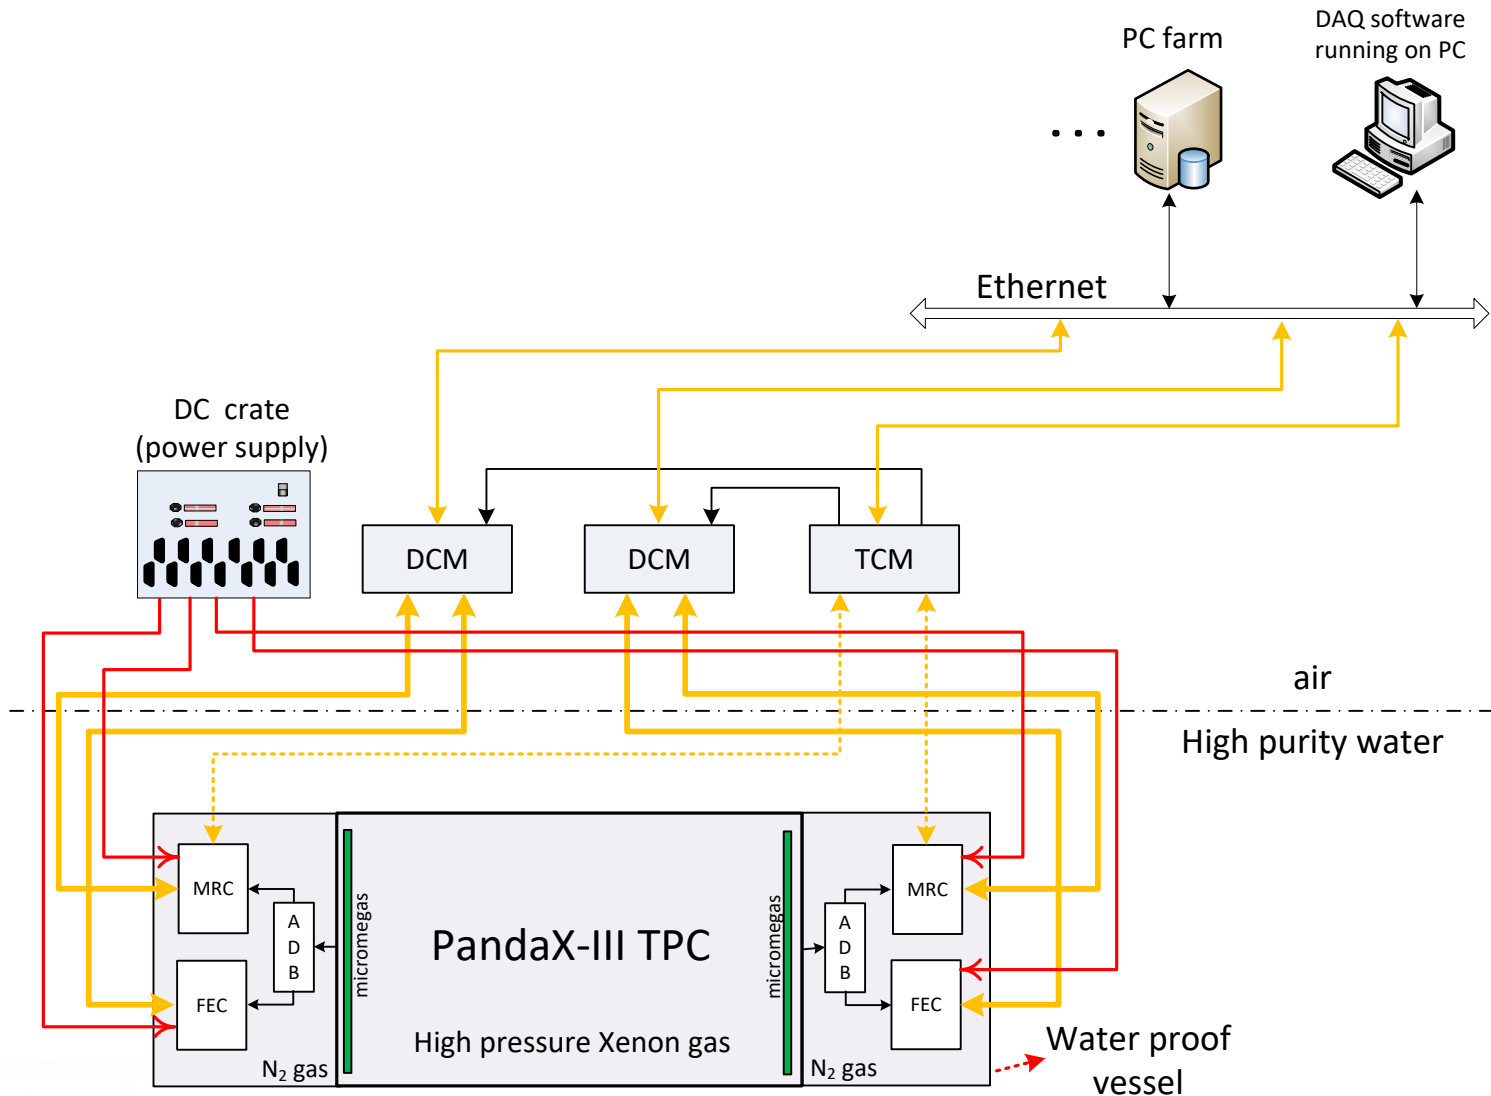 DAQ software
running on PC
PC farm
...
Ethernet
DC crate
(power supply)
DCM
DCM
TCM
air
High purity water
MRC
FEC
A
D
B
micromegas
PandaX-III TPC
High pressure Xenon gas
micromegas
A
D
B
MRC
FEC
N₂ gas
N₂ gas
Water proof
vessel